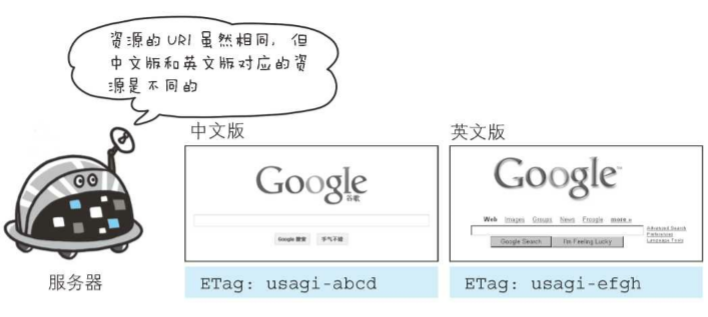 资源的 URI 虽然相同，但
中文版和英文版对应的资
源是不同的
中文版
英文版
Google
谷歌
Google 搜索
手气不错
Google™
Web Images Groups News Froogle more »
Advanced Search
Preferences
Language Tools
Google Search
I'm Feeling Lucky
服务器
ETag: usagi-abcd
ETag: usagi-efgh